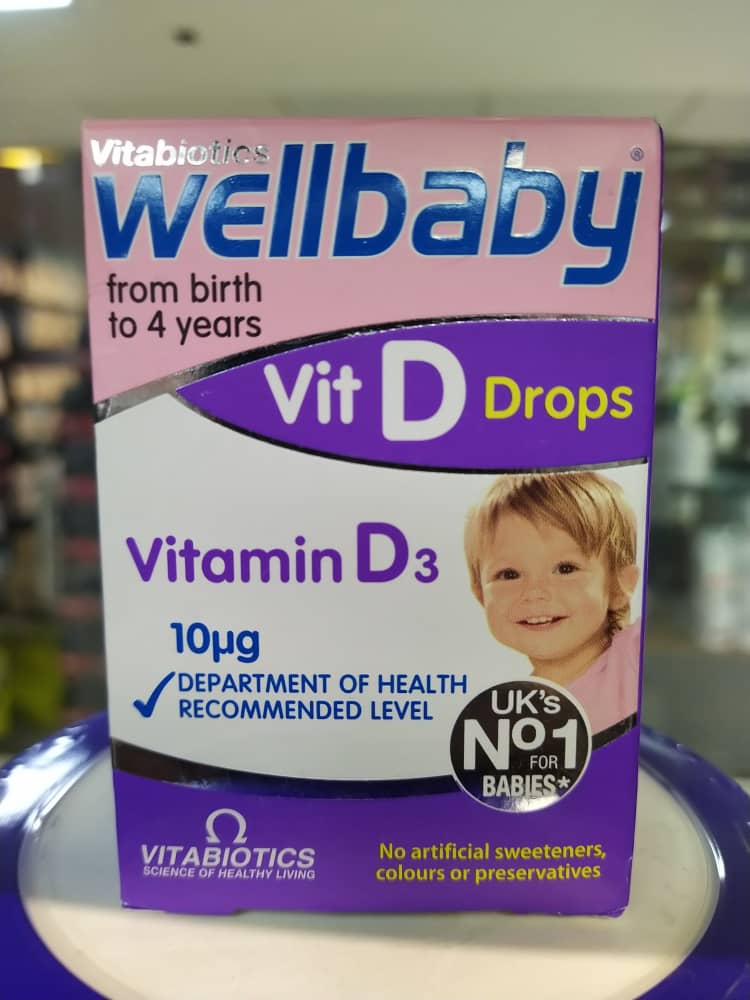 Vitabiotics
wellbaby®
from birth
to 4 years
Vit D Drops
Vitamin D3
10µg
DEPARTMENT OF HEALTH
RECOMMENDED LEVEL
UK's
Nº1
FOR
BABIES*
VITABIOTICS
SCIENCE OF HEALTHY LIVING
No artificial sweeteners,
colours or preservatives